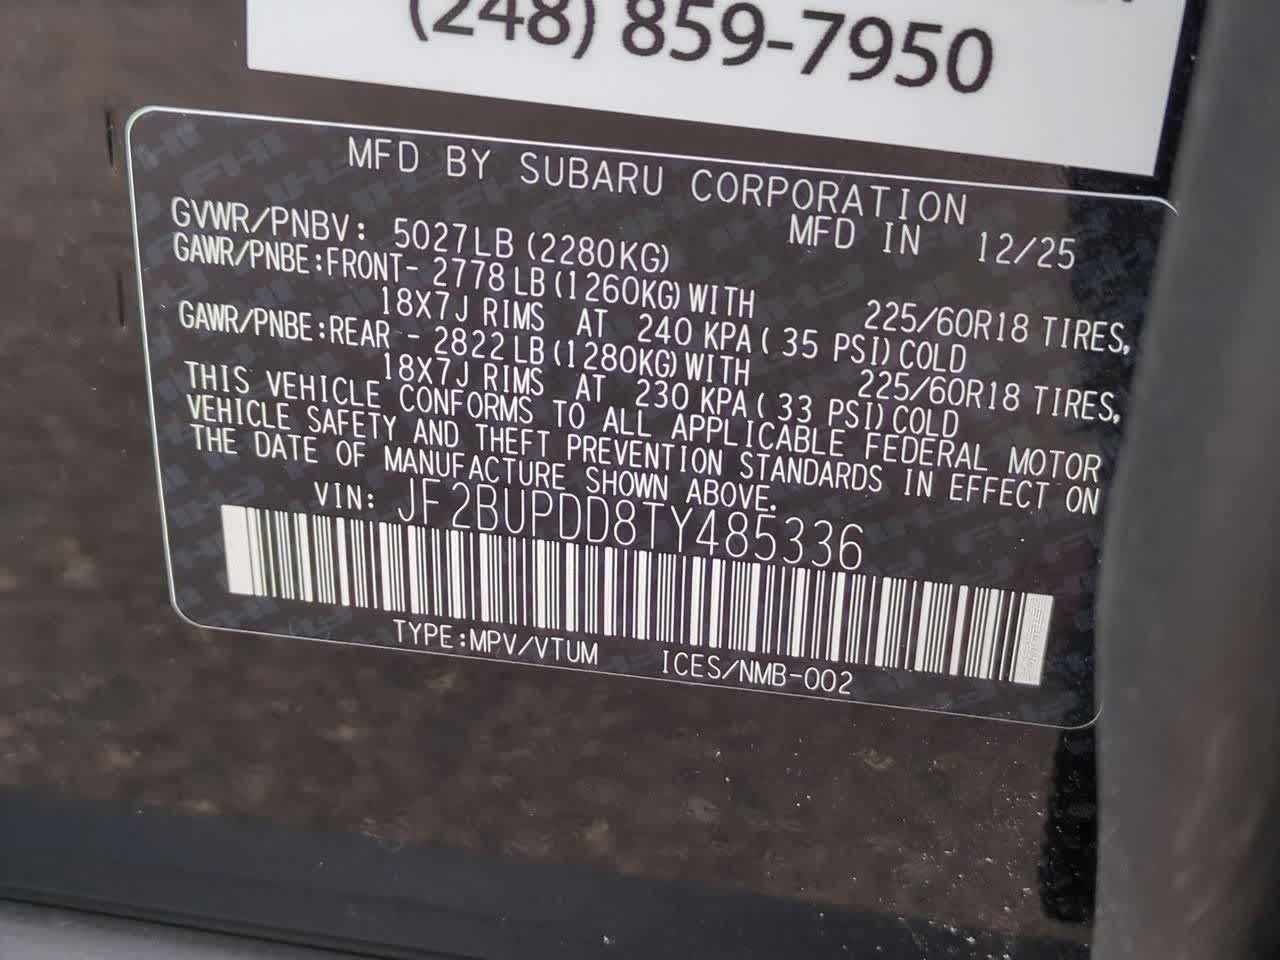 (248) 859-7950
MFD BY SUBARU CORPORATION
GVWR/PNBV: 5027LB (2280KG) MFD IN 12/25
GAWR/PNBE:FRONT- 2778LB(1260KG)WITH 225/60R18 TIRES,
18X7J RIMS AT 240 KPA( 35 PSI)COLD
GAWR/PNBE:REAR - 2822LB(1280KG)WITH 225/60R18 TIRES,
18X7J RIMS AT 230 KPA( 33 PSI)COLD
THIS VEHICLE CONFORMS TO ALL APPLICABLE FEDERAL MOTOR
VEHICLE SAFETY AND THEFT PREVENTION STANDARDS IN EFFECT ON
THE DATE OF MANUFACTURE SHOWN ABOVE.
VIN: JF2BUPDD8TY485336
TYPE:MPV/VTUM ICES/NMB-002